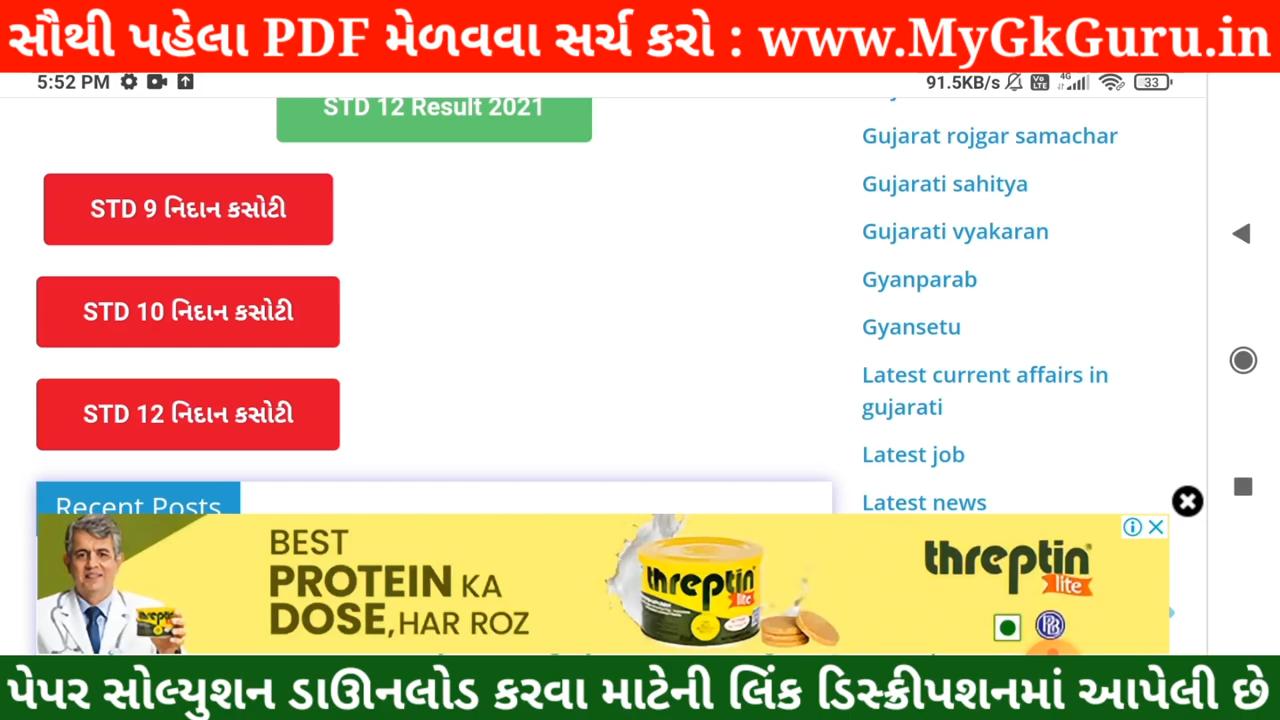 સૌથી પહેલા PDF મેળવવા સર્ચ કરો : www.MyGkGuru.in
5:52 PM
91.5KB/s Vo LTE 4G 33
STD 12 Result 2021
STD 9 નિદાન કસોટી
STD 10 નિદાન કસોટી
STD 12 નિદાન કસોટી
Recent Posts
Gujarat rojgar samachar
Gujarati sahitya
Gujarati vyakaran
Gyanparab
Gyansetu
Latest current affairs in
gujarati
Latest job
Latest news
BEST
PROTEIN KA
DOSE, HAR ROZ
threptin
lite
threptin
lite
પેપર સોલ્યુશન ડાઊનલોડ કરવા માટેની લિંક ડિસ્ક્રીપશનમાં આપેલી છે